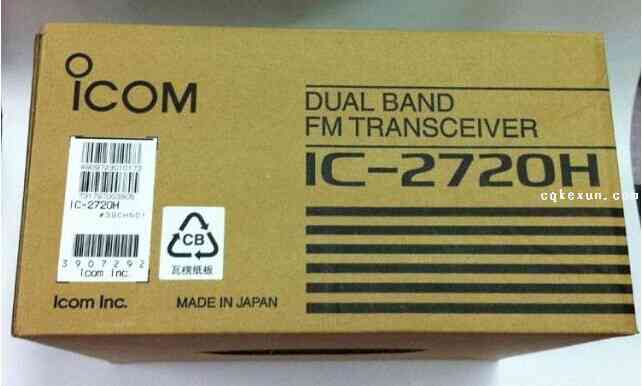 ICOM
DUAL BAND
FM TRANSCEIVER
IC-2720H
cqkexun.com
IC-2720H
#39CHN01
3907292
Icom Inc.
CB
瓦楞纸板
Icom Inc.
MADE IN JAPAN